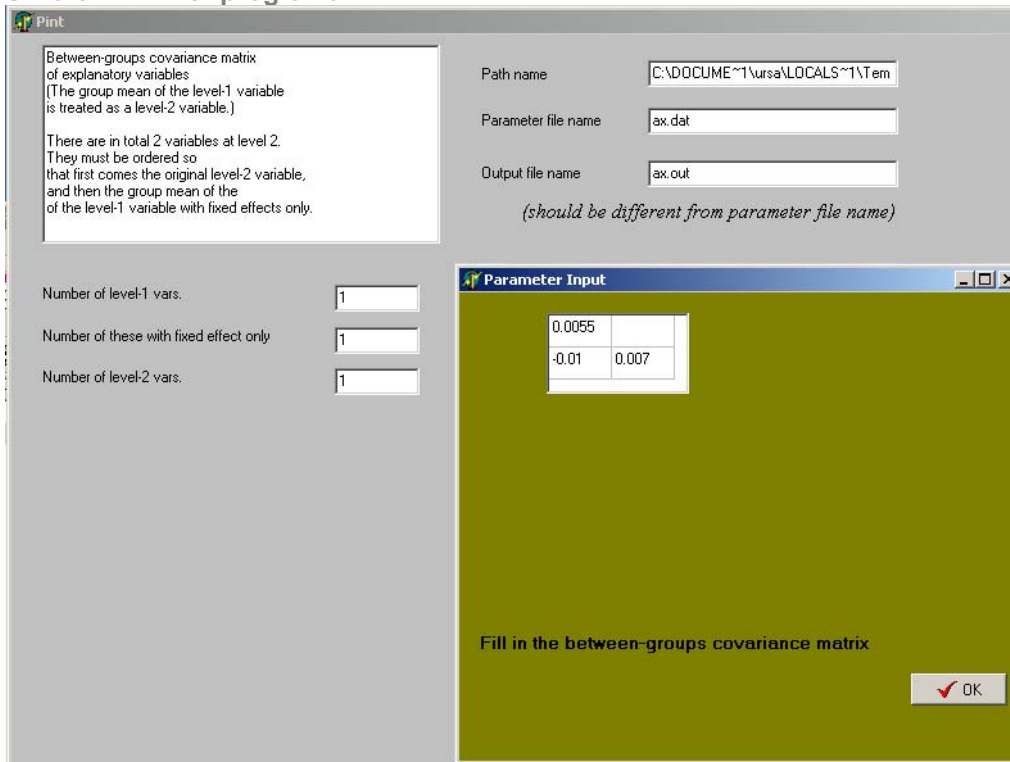 Pint
Between-groups covariance matrix
of explanatory variables
(The group mean of the level-1 variable
is treated as a level-2 variable.)
There are in total 2 variables at level 2.
They must be ordered so
that first comes the original level-2 variable,
and then the group mean of the
of the level-1 variable with fixed effects only.
Path name
C:\DOCUME~1\ursa\LOCALS~1\Tem
Parameter file name
ax.dat
Output file name
ax.out
(should be different from parameter file name)
Number of level-1 vars.
1
Number of these with fixed effect only
1
Number of level-2 vars.
1
Parameter Input
0.0055
-0.01 0.007
Fill in the between-groups covariance matrix
OK